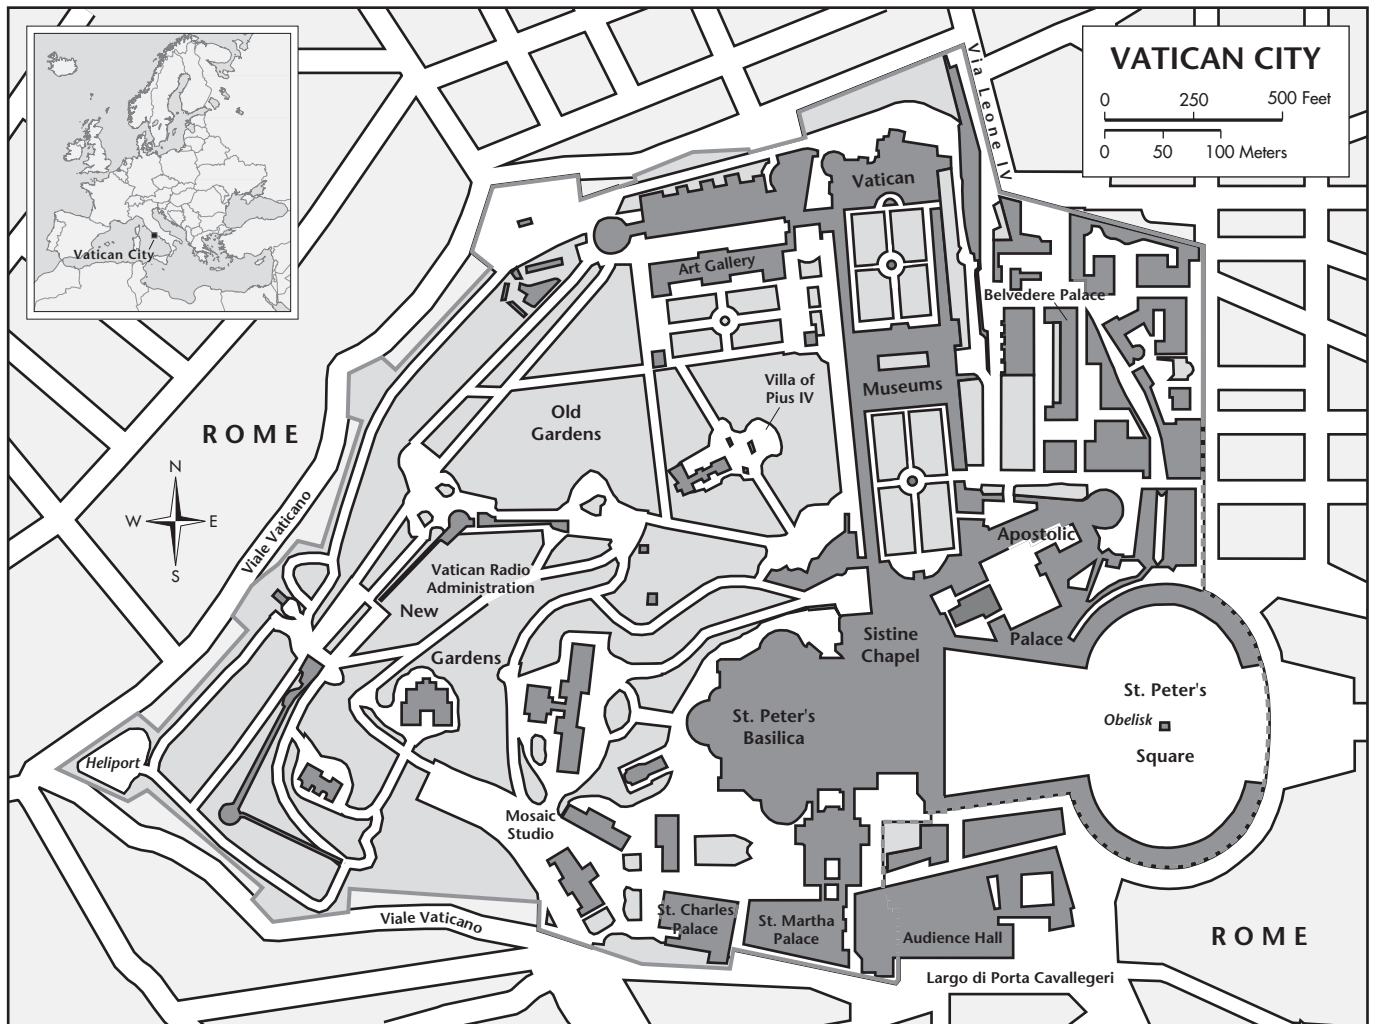 VATICAN CITY
0 250 500 Feet
0 50 100 Meters
Via Leone IV
Vatican City
Vatican
Art Gallery
Belvedere Palace
Museums
Villa of
Pius IV
Old
Gardens
ROME
N
W E
S
Viale Vaticano
Apostolic
Palace
Vatican Radio
Administration
New
Gardens
Sistine
Chapel
St. Peter's
Basilica
St. Peter's
Obelisk
Square
Heliport
Mosaic
Studio
Viale Vaticano
St. Charles
Palace
St. Martha
Palace
Audience Hall
ROME
Largo di Porta Cavallegeri